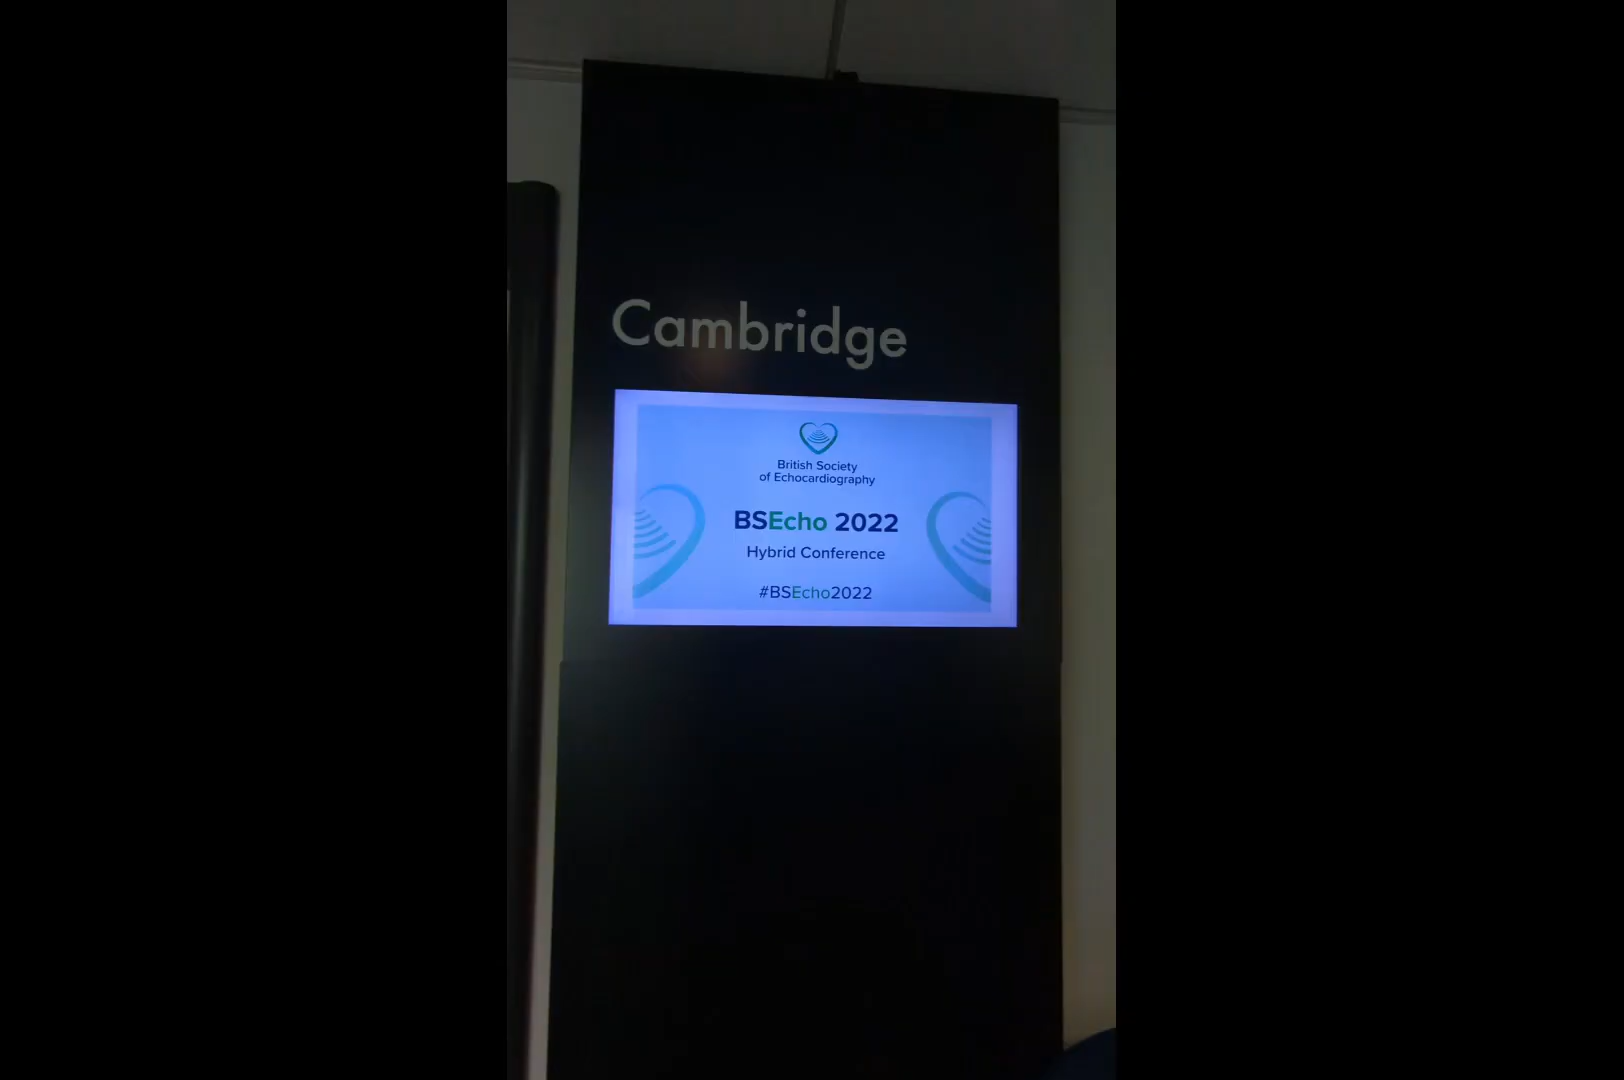 Cambridge
British Society
of Echocardiography
BSEcho 2022
Hybrid Conference
#BSEcho2022